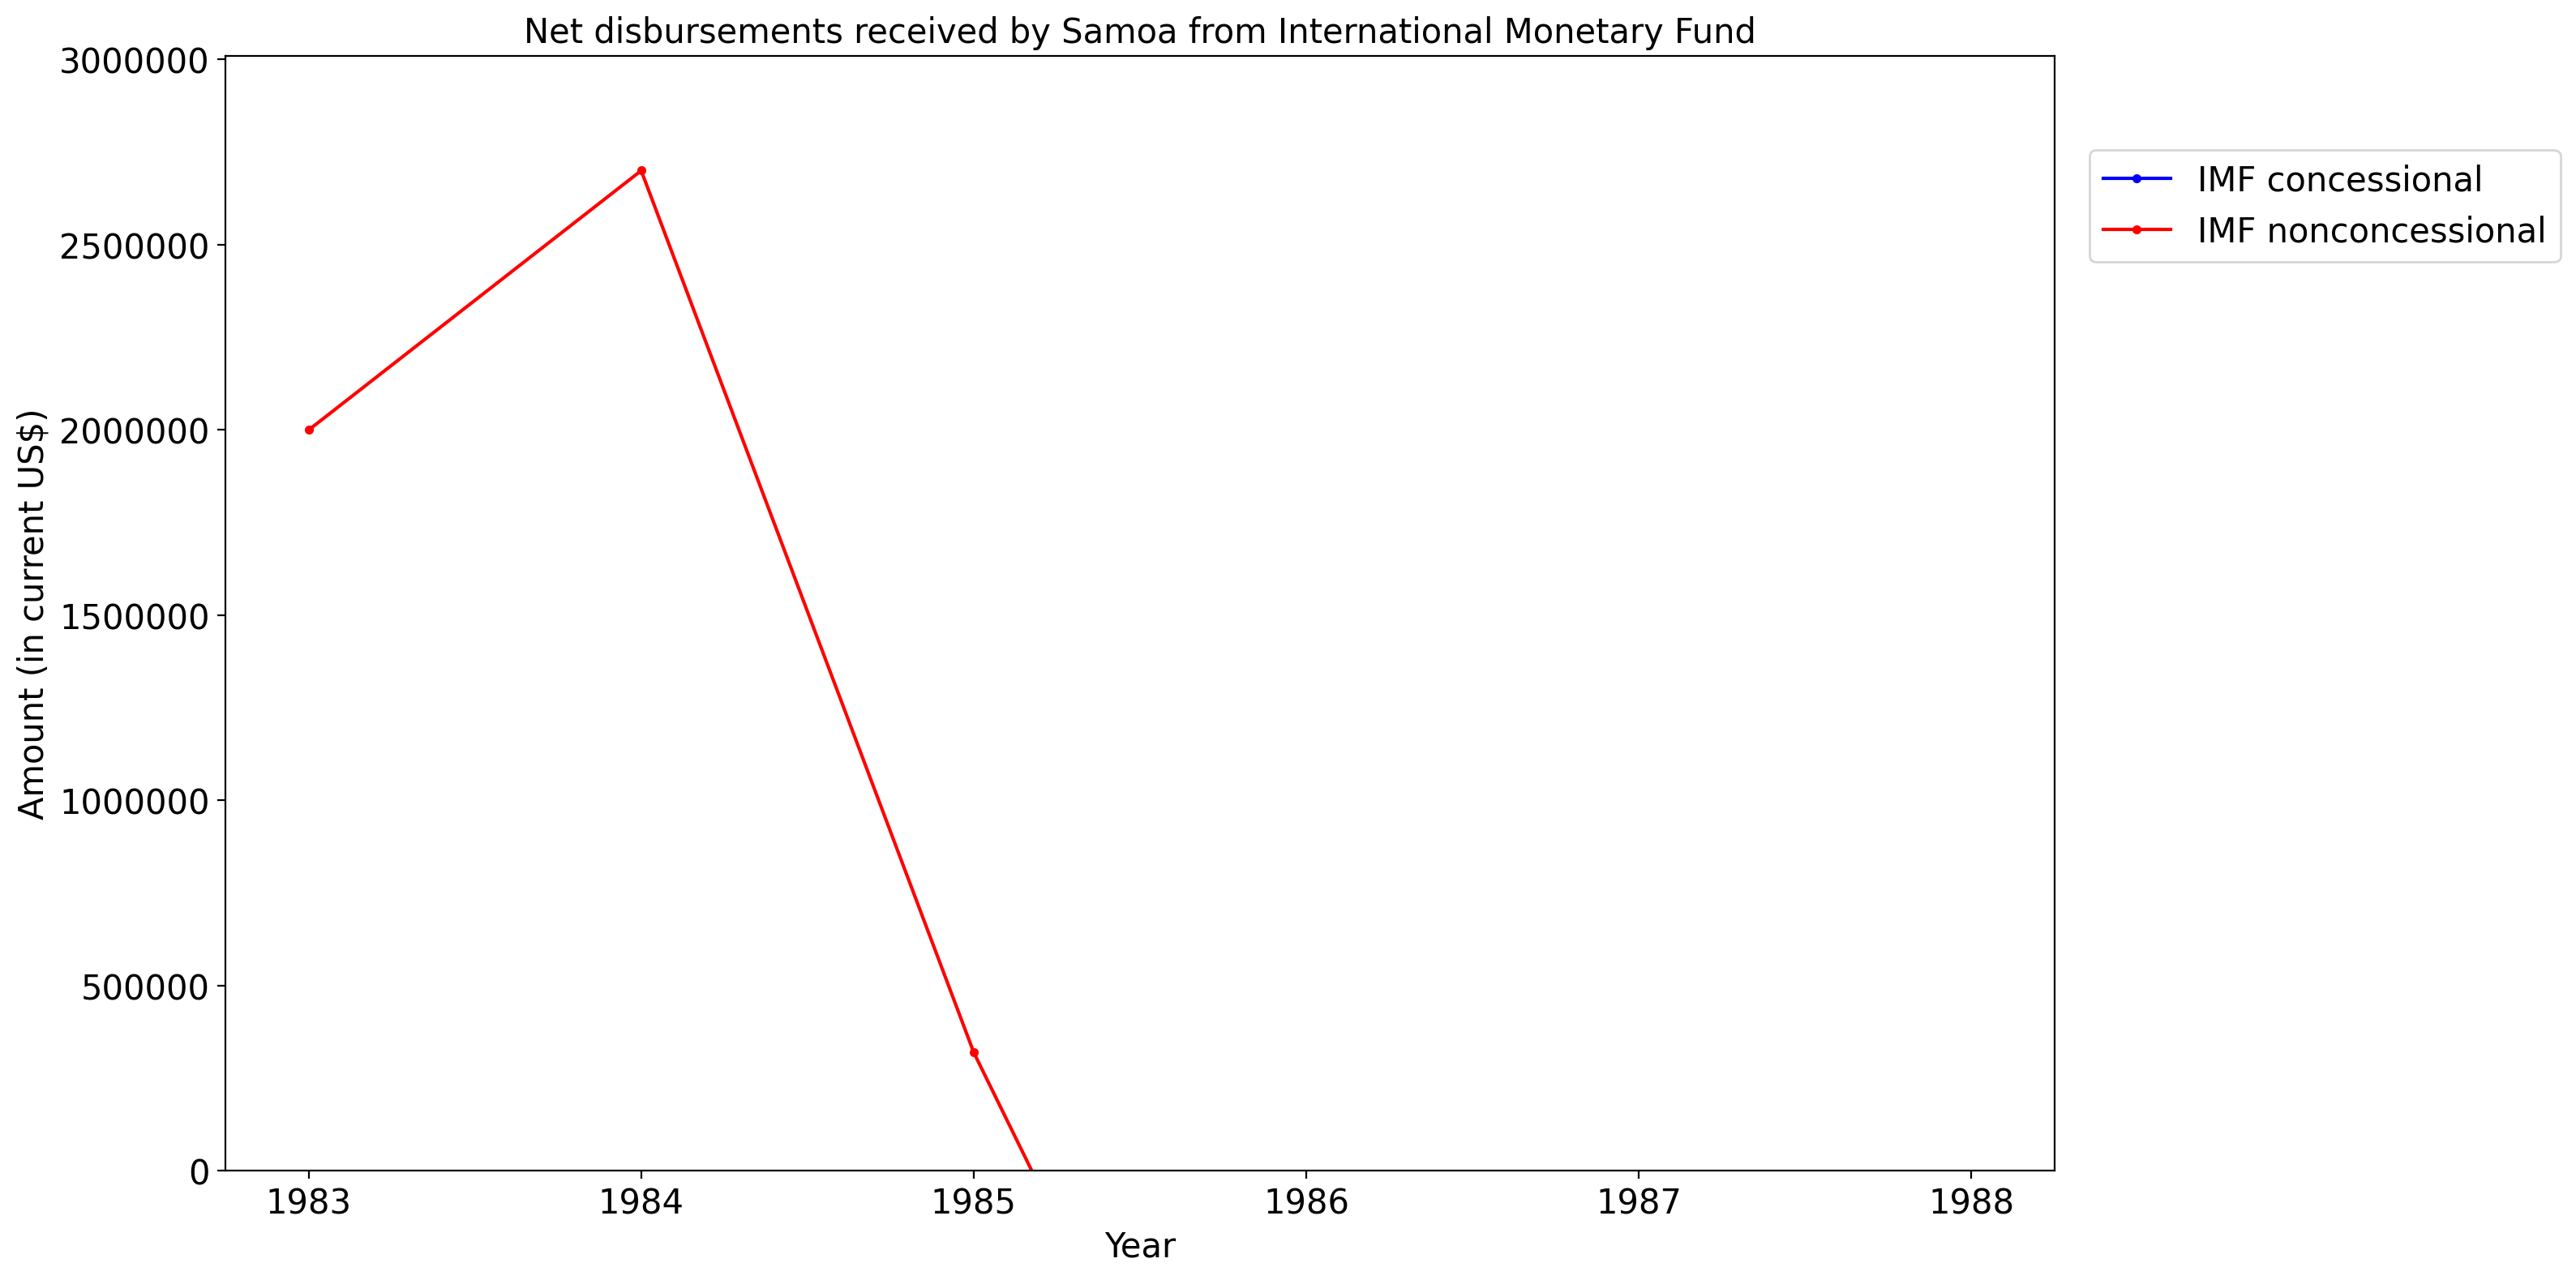 Net disbursements received by Samoa from International Monetary Fund
3000000
2500000
2000000
1500000
1000000
500000
0
Amount (in current US$)
1983 1984 1985 1986 1987 1988
Year
IMF concessional
IMF nonconcessional